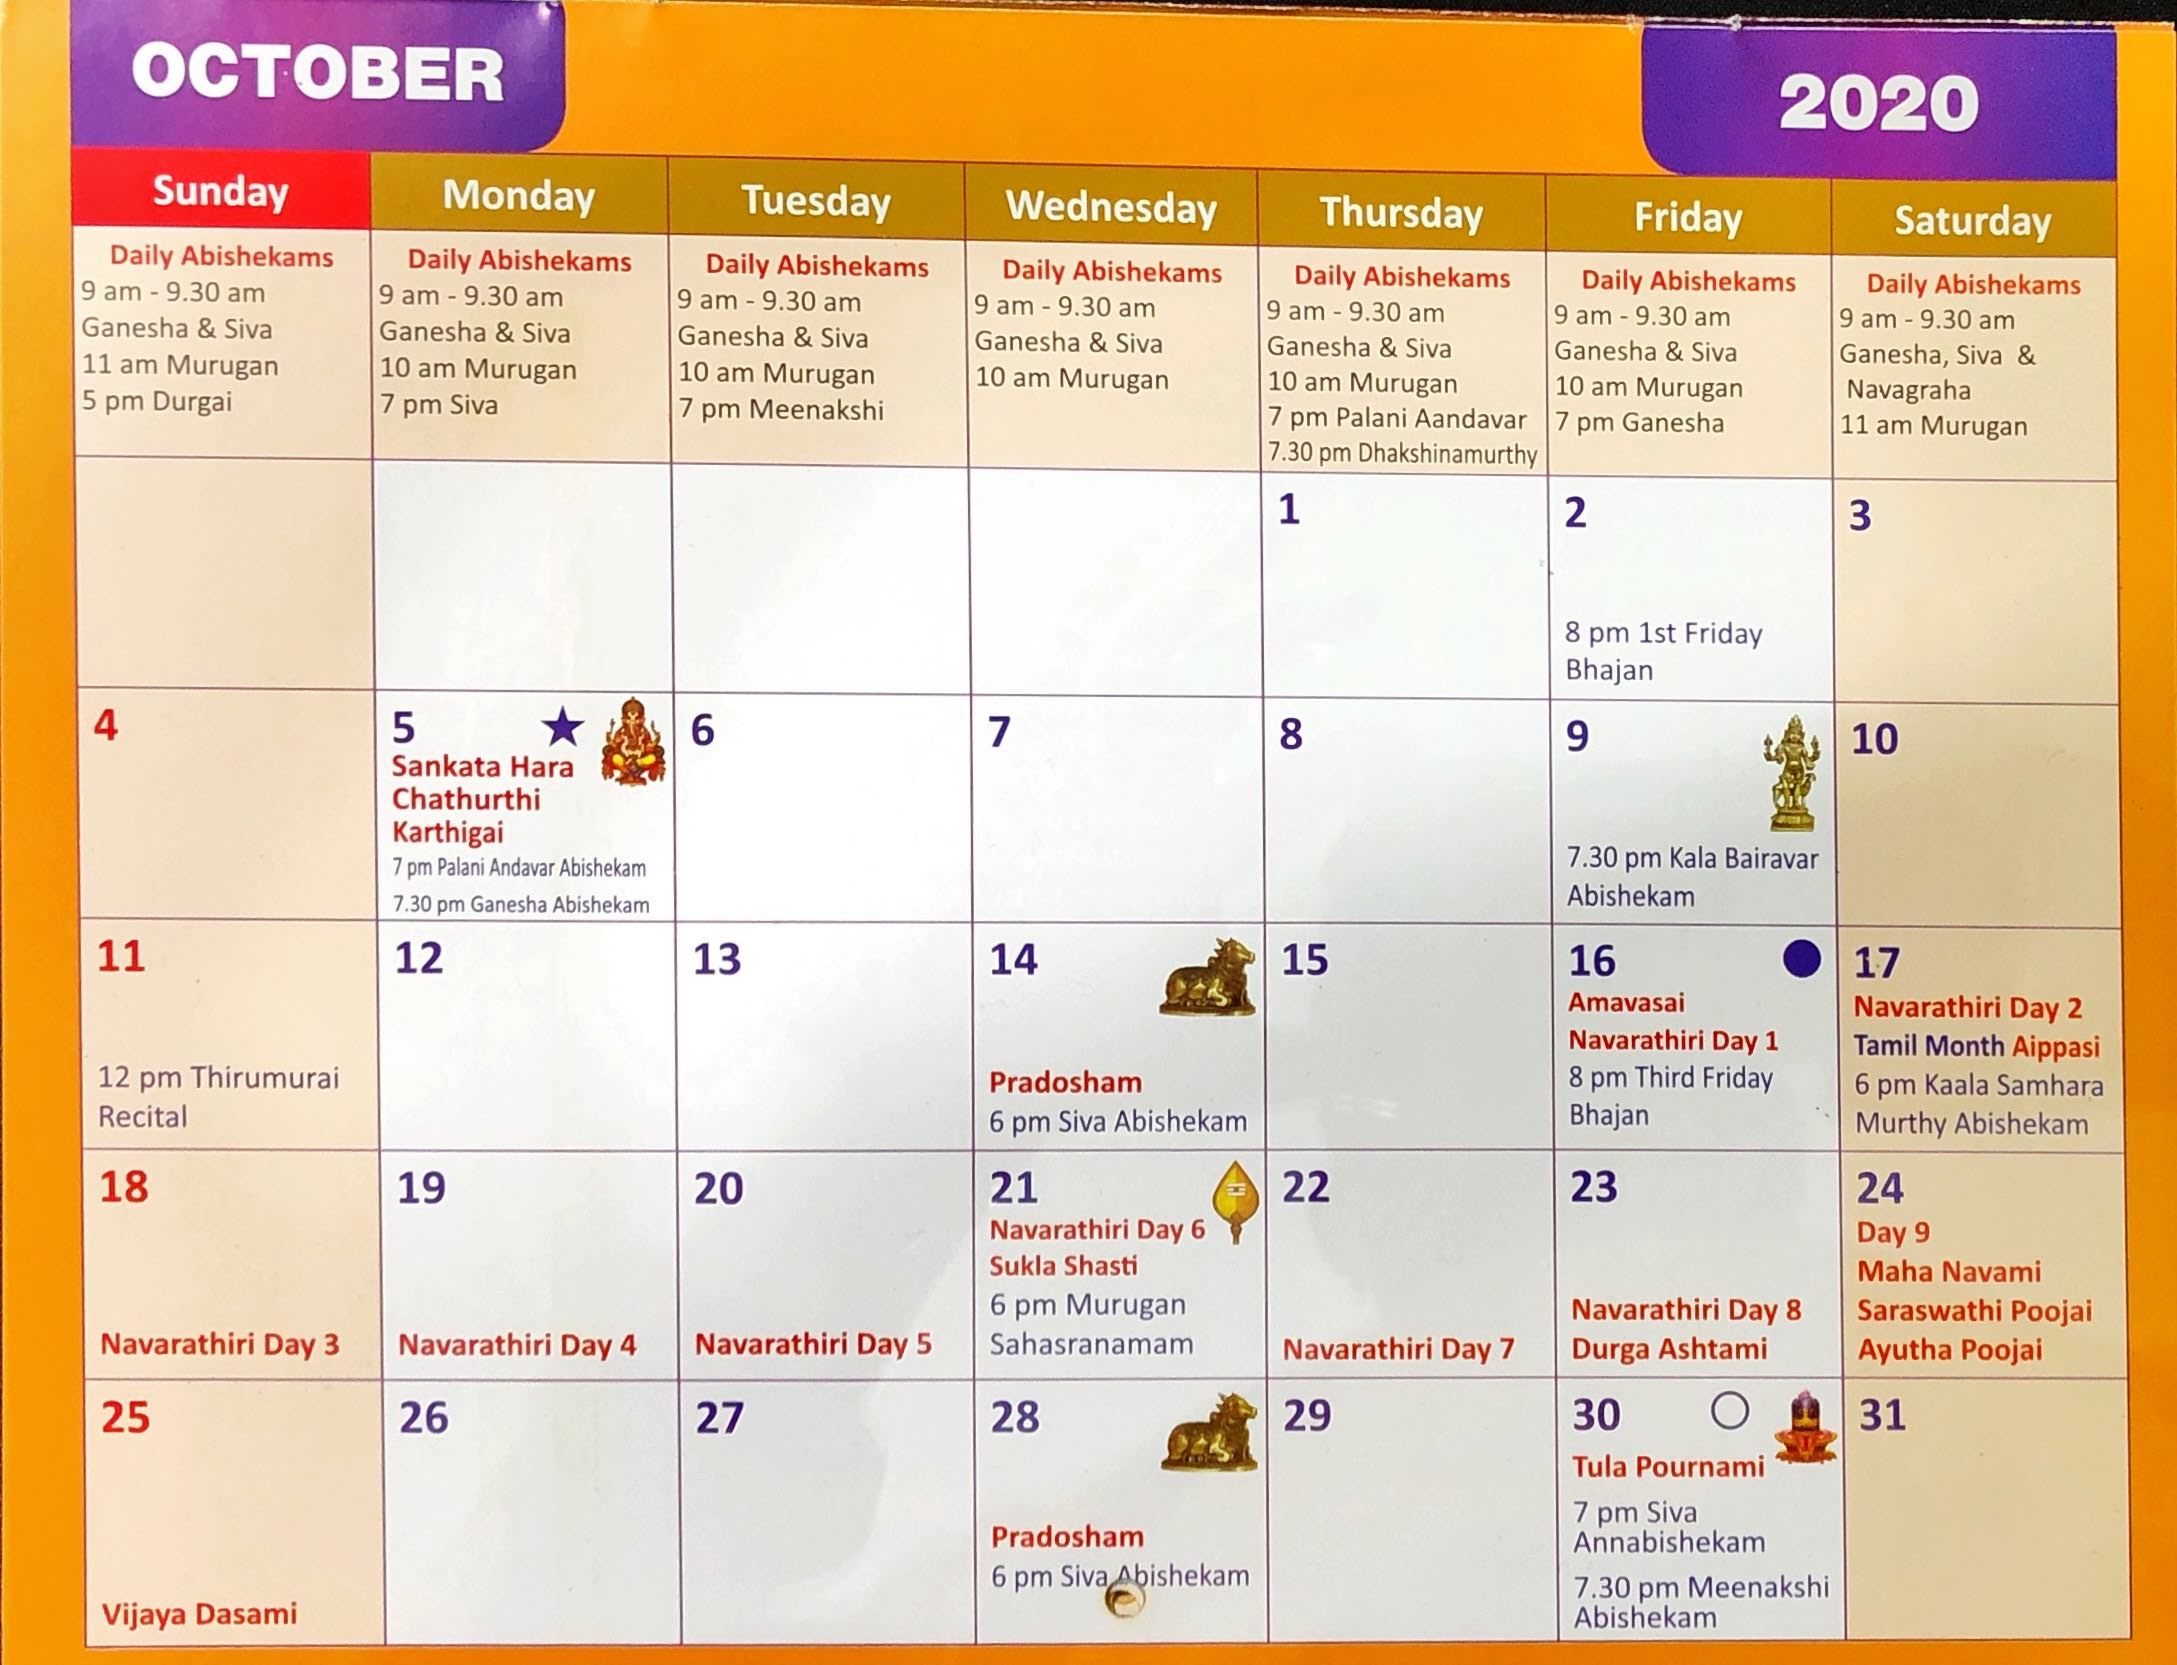 OCTOBER
2020
Sunday
Monday
Tuesday
Wednesday
Thursday
Friday
Saturday
Daily Abishekams
9 am - 9.30 am
Ganesha & Siva
11 am Murugan
5 pm Durgai
Daily Abishekams
9 am - 9.30 am
Ganesha & Siva
10 am Murugan
7 pm Siva
Daily Abishekams
9 am - 9.30 am
Ganesha & Siva
10 am Murugan
7 pm Meenakshi
Daily Abishekams
9 am - 9.30 am
Ganesha & Siva
10 am Murugan
Daily Abishekams
9 am - 9.30 am
Ganesha & Siva
10 am Murugan
7 pm Palani Aandavar
7.30 pm Dhakshinamurthy
Daily Abishekams
9 am - 9.30 am
Ganesha & Siva
10 am Murugan
7 pm Ganesha
Daily Abishekams
9 am - 9.30 am
Ganesha, Siva &
Navagraha
11 am Murugan
1
2
8 pm 1st Friday
Bhajan
3
4
5
Sankata Hara
Chathurthi
Karthigai
7 pm Palani Andavar Abishekam
7.30 pm Ganesha Abishekam
6
7
8
9
7.30 pm Kala Bairavar
Abishekam
10
11
12 pm Thirumurai
Recital
12
13
14
Pradosham
6 pm Siva Abishekam
15
16
Amavasai
Navarathiri Day 1
8 pm Third Friday
Bhajan
17
Navarathiri Day 2
Tamil Month Aippasi
6 pm Kaala Samhara
Murthy Abishekam
18
Navarathiri Day 3
19
Navarathiri Day 4
20
Navarathiri Day 5
21
Navarathiri Day 6
Sukla Shasti
6 pm Murugan
Sahasranamam
22
Navarathiri Day 7
23
Navarathiri Day 8
Durga Ashtami
24
Day 9
Maha Navami
Saraswathi Poojai
Ayutha Poojai
25
Vijaya Dasami
26
27
28
Pradosham
6 pm Siva Abishekam
29
30
Tula Pournami
7 pm Siva
Annabishekam
7.30 pm Meenakshi
Abishekam
31